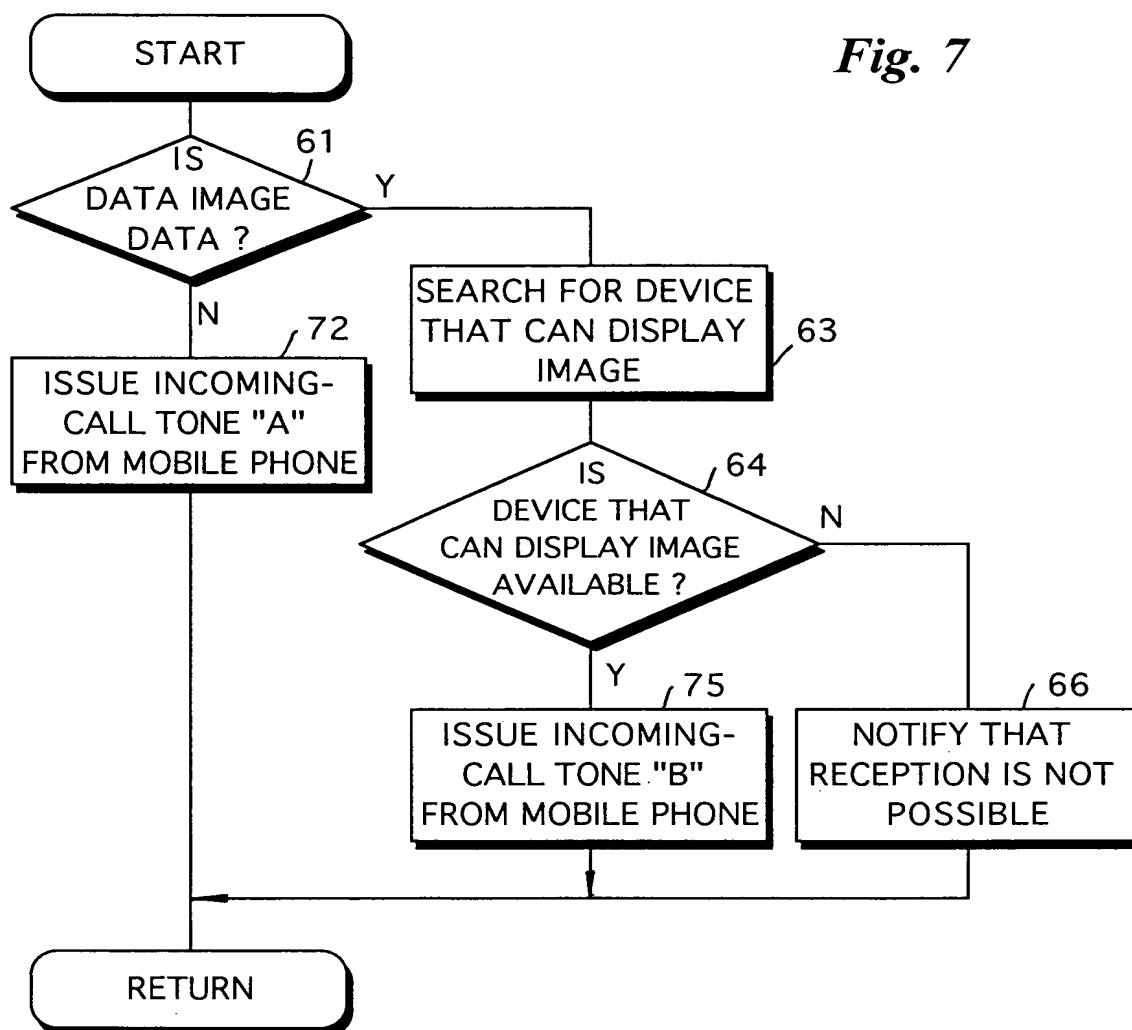 Fig. 7
START
61
IS
DATA IMAGE
DATA ?
Y
N
SEARCH FOR DEVICE
THAT CAN DISPLAY
IMAGE
63
72
ISSUE INCOMING-
CALL TONE "A"
FROM MOBILE PHONE
64
IS
DEVICE THAT
CAN DISPLAY IMAGE
AVAILABLE ?
N
Y
75
ISSUE INCOMING-
CALL TONE "B"
FROM MOBILE PHONE
66
NOTIFY THAT
RECEPTION IS NOT
POSSIBLE
RETURN